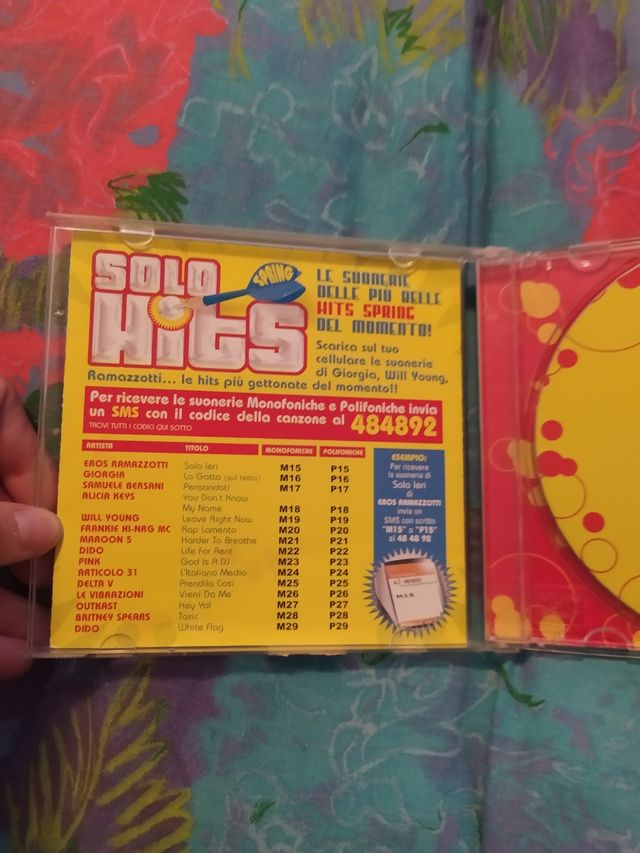 SOLO
SPRING
HITS
LE SUONERIE
DELLE PIÙ BELLE
HITS SPRING
DEL MOMENTO!
Scarica sul tuo
cellulare le suonerie
di Giorgia, Will Young,
Ramazzotti... le hits più gettonate del momento!!
Per ricevere le suonerie Monofoniche e Polifoniche invia
un SMS con il codice della canzone al 484892
TROVI TUTTI I CODICI QUI SOTTO
ARTISTA TITOLO MONOFONICHE POLIFONICHE
EROS RAMAZZOTTI Solo Ieri M15 P15
GIORGIA La Gatta (sul tetto) M16 P16
SAMUELE BERSANI Pensandoti M17 P17
ALICIA KEYS You Don't Know
My Name M18 P18
WILL YOUNG Leave Right Now M19 P19
FRANKIE HI-NRG MC Rap Lamento M20 P20
MAROON 5 Harder To Breathe M21 P21
DIDO Life For Rent M22 P22
PINK God Is A DJ M23 P23
ARTICOLO 31 L'Italiano Medio M24 P24
DELTA V Prendila Così M25 P25
LE VIBRAZIONI Vieni Da Me M26 P26
OUTKAST Hey Ya! M27 P27
BRITNEY SPEARS Toxic M28 P28
DIDO White Flag M29 P29
ESEMPIO:
Per ricevere
la suoneria di
Solo Ieri
di
EROS RAMAZZOTTI
invia un
SMS con scritto
"M15" o "P15"
al 48 48 92
M15